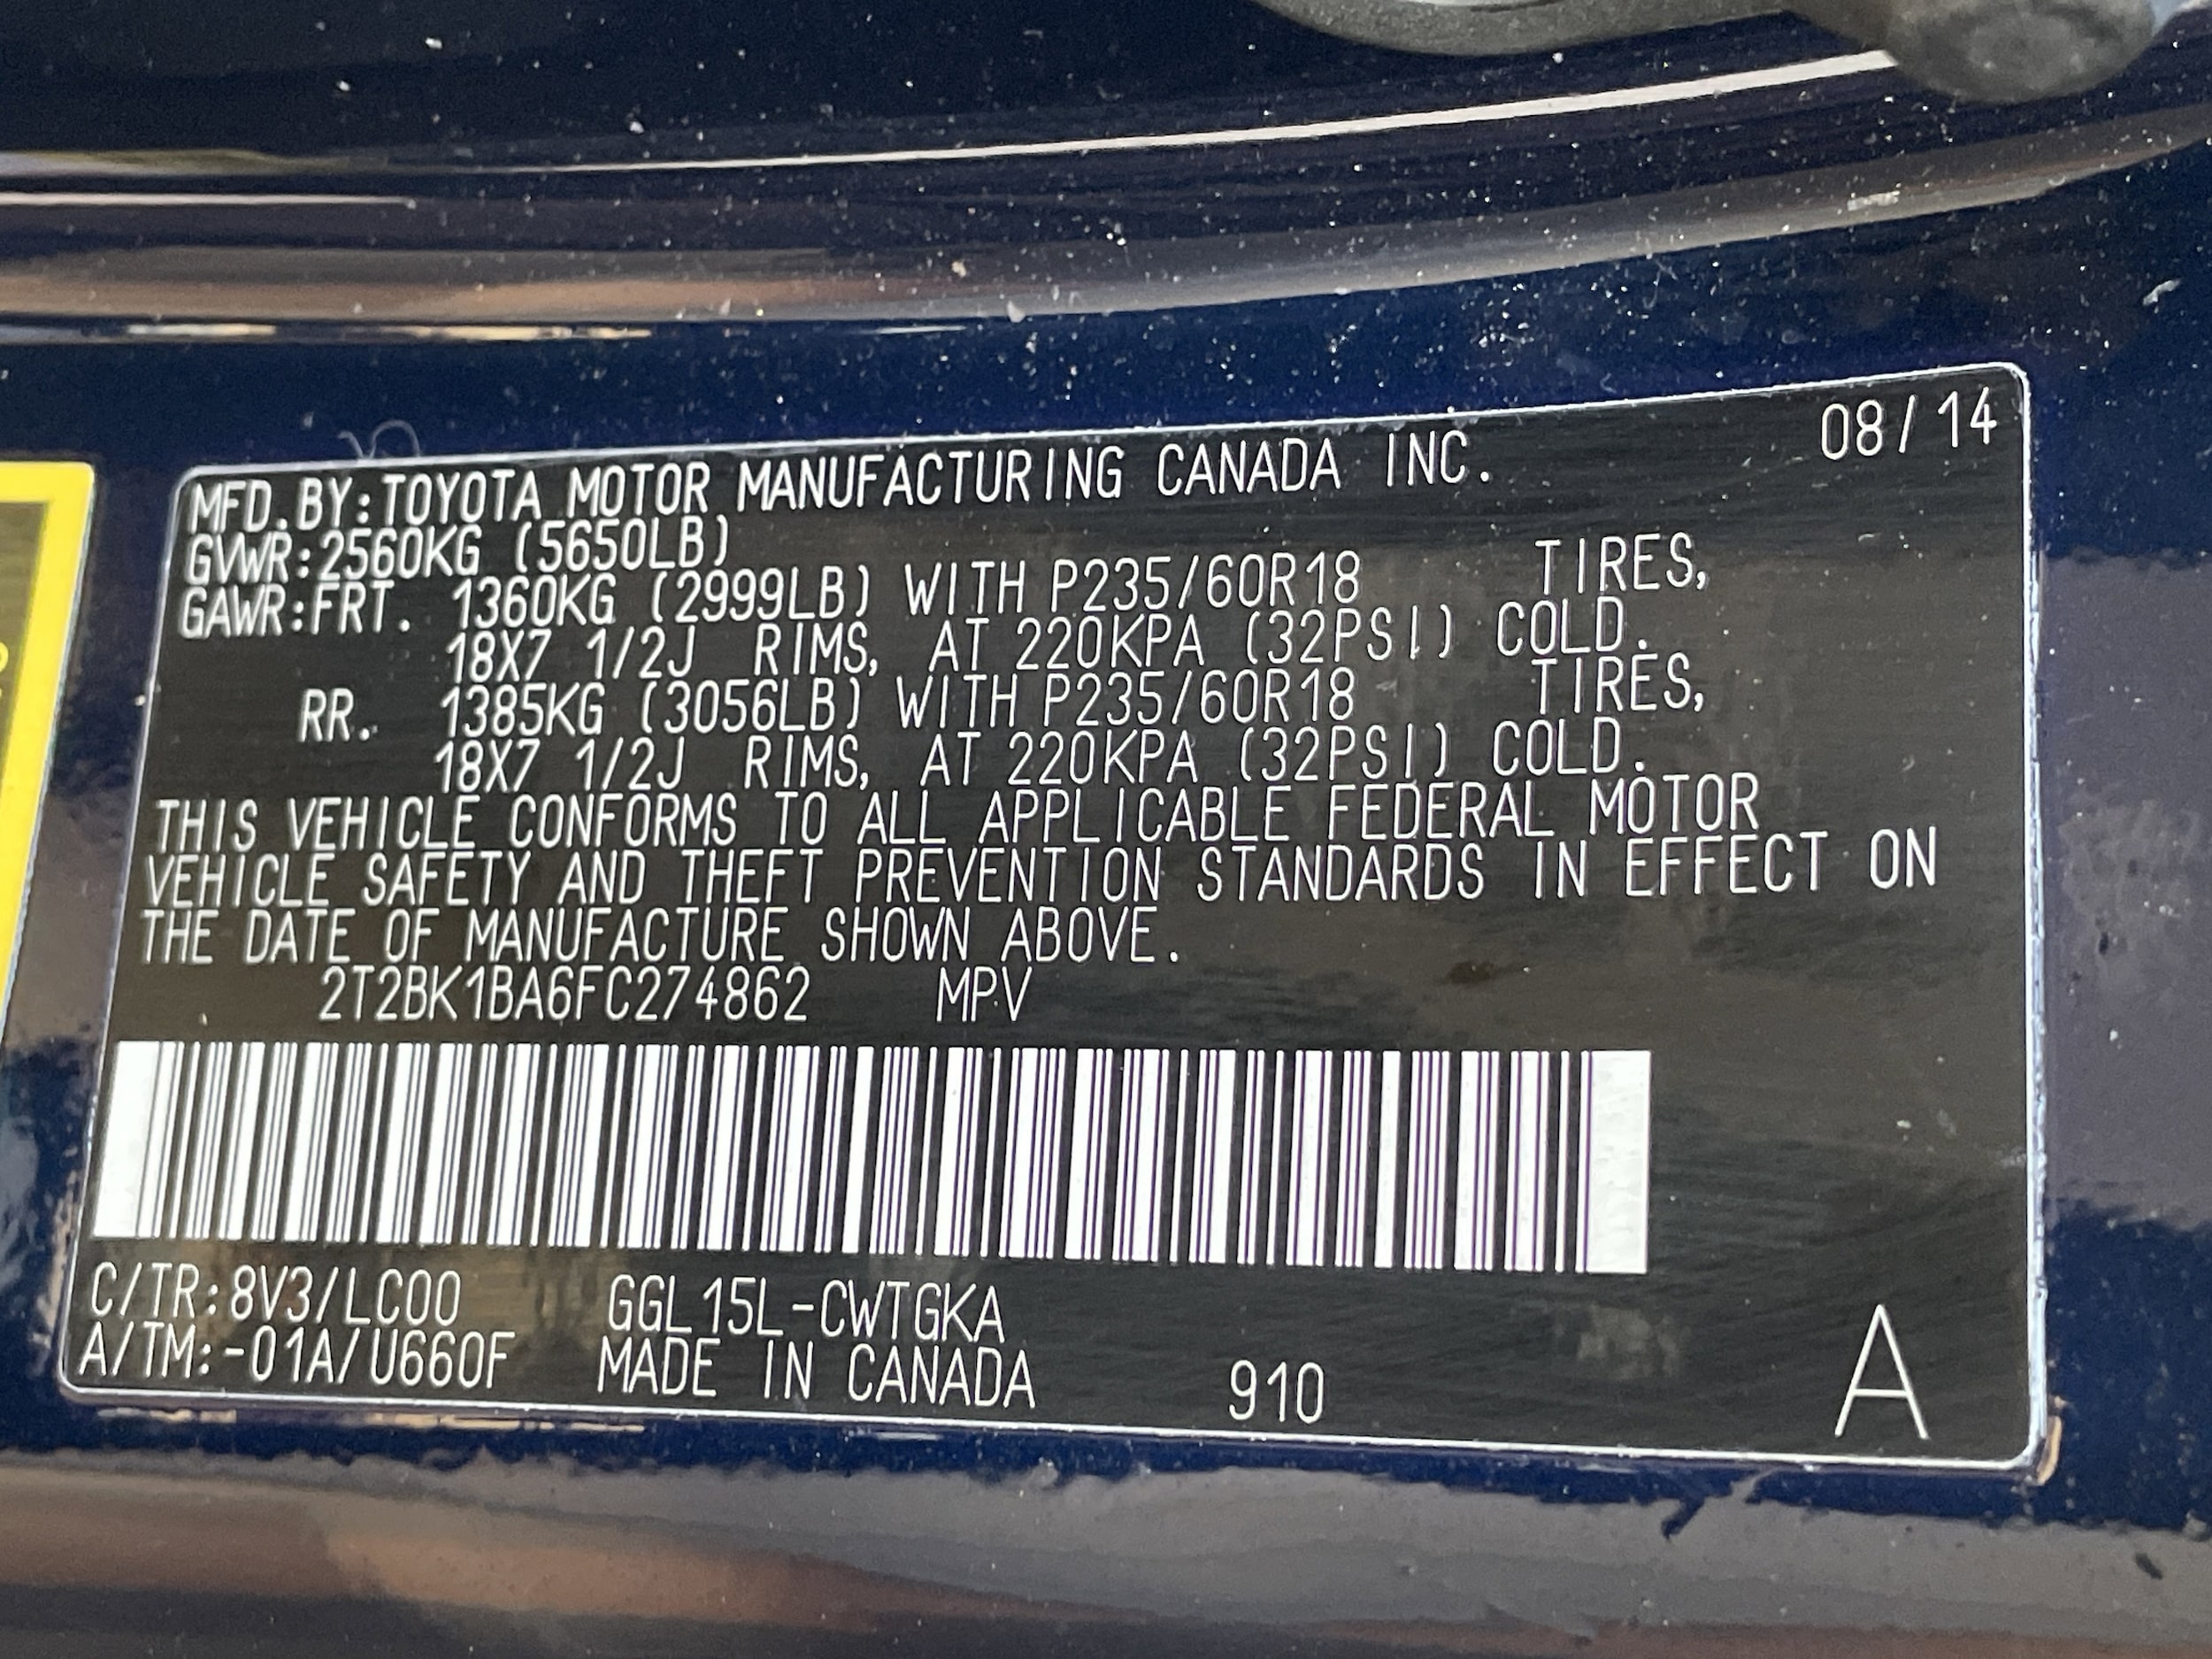 08/14
MFD.BY:TOYOTA MOTOR MANUFACTURING CANADA INC.
GVWR:2560KG (5650LB)
GAWR:FRT. 1360KG (2999LB) WITH P235/60R18 TIRES,
18X7 1/2J RIMS, AT 220KPA (32PSI) COLD.
RR. 1385KG (3056LB) WITH P235/60R18 TIRES,
18X7 1/2J RIMS, AT 220KPA (32PSI) COLD.
THIS VEHICLE CONFORMS TO ALL APPLICABLE FEDERAL MOTOR
VEHICLE SAFETY AND THEFT PREVENTION STANDARDS IN EFFECT ON
THE DATE OF MANUFACTURE SHOWN ABOVE.
2T2BK1BA6FC274862 MPV
C/TR:8V3/LC00 GGL15L-CWTGKA
A/TM:-01A/U660F MADE IN CANADA 910 A